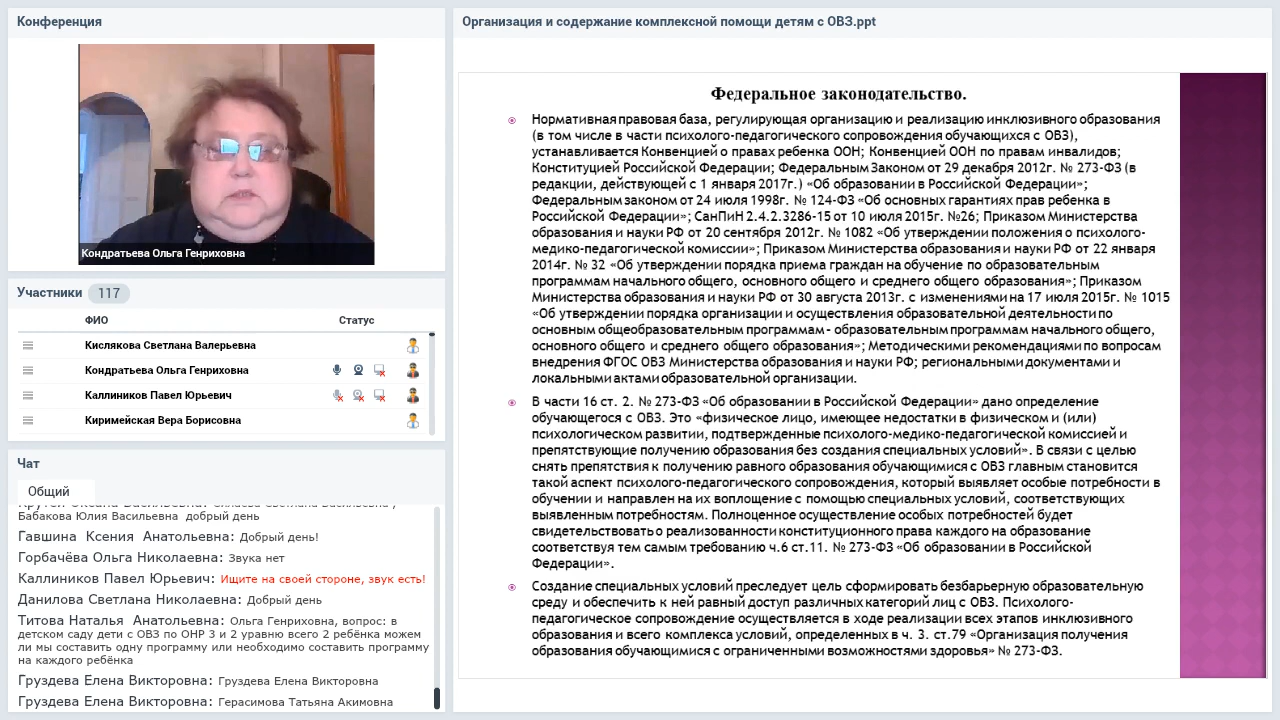 Конференция
Кондратьева Ольга Генриховна
Участники 117
ФИО Статус
Кислякова Светлана Валерьевна
Кондратьева Ольга Генриховна
Каллиников Павел Юрьевич
Киримейская Вера Борисовна
Чат
Общий
Бабакова Юлия Васильевна добрый день
Гавшина Ксения Анатольевна: Добрый день!
Горбачёва Ольга Николаевна: Звука нет
Каллиников Павел Юрьевич: Ищите на своей стороне, звук есть!
Данилова Светлана Николаевна: Добрый день
Титова Наталья Анатольевна: Ольга Генриховна, вопрос: в
детском саду дети с ОВЗ по ОНР 3 и 2 уравню всего 2 ребёнка можем
ли мы составить одну программу или необходимо составить программу
на каждого ребёнка
Груздева Елена Викторовна: Груздева Елена Викторовна
Груздева Елена Викторовна: Герасимова Татьяна Акимовна
Организация и содержание комплексной помощи детям с ОВЗ.ppt
Федеральное законодательство.
Нормативная правовая база, регулирующая организацию и реализацию инклюзивного образования
(в том числе в части психолого-педагогического сопровождения обучающихся с ОВЗ),
устанавливается Конвенцией о правах ребенка ООН; Конвенцией ООН по правам инвалидов;
Конституцией Российской Федерации; Федеральным Законом от 29 декабря 2012г. № 273-ФЗ (в
редакции, действующей с 1 января 2017г.) «Об образовании в Российской Федерации»;
Федеральным законом от 24 июля 1998г. № 124-ФЗ «Об основных гарантиях прав ребенка в
Российской Федерации»; СанПиН 2.4.2.3286-15 от 10 июля 2015г. №26; Приказом Министерства
образования и науки РФ от 20 сентября 2012г. № 1082 «Об утверждении положения о психолого-
медико-педагогической комиссии»; Приказом Министерства образования и науки РФ от 22 января
2014г. № 32 «Об утверждении порядка приема граждан на обучение по образовательным
программам начального общего, основного общего и среднего общего образования»; Приказом
Министерства образования и науки РФ от 30 августа 2013г. с изменениями на 17 июля 2015г. № 1015
«Об утверждении порядка организации и осуществления образовательной деятельности по
основным общеобразовательным программам - образовательным программам начального общего,
основного общего и среднего общего образования»; Методическими рекомендациями по вопросам
внедрения ФГОС ОВЗ Министерства образования и науки РФ; региональными документами и
локальными актами образовательной организации.
В части 16 ст. 2. № 273-ФЗ «Об образовании в Российской Федерации» дано определение
обучающегося с ОВЗ. Это «физическое лицо, имеющее недостатки в физическом и (или)
психологическом развитии, подтвержденные психолого-медико-педагогической комиссией и
препятствующие получению образования без создания специальных условий». В связи с целью
снять препятствия к получению равного образования обучающимися с ОВЗ главным становится
такой аспект психолого-педагогического сопровождения, который выявляет особые потребности в
обучении и направлен на их воплощение с помощью специальных условий, соответствующих
выявленным потребностям. Полноценное осуществление особых потребностей будет
свидетельствовать о реализованности конституционного права каждого на образование
соответствуя тем самым требованию ч.6 ст.11. № 273-ФЗ «Об образовании в Российской
Федерации».
Создание специальных условий преследует цель сформировать безбарьерную образовательную
среду и обеспечить к ней равный доступ различных категорий лиц с ОВЗ. Психолого-
педагогическое сопровождение осуществляется в ходе реализации всех этапов инклюзивного
образования и всего комплекса условий, определенных в ч. 3. ст.79 «Организация получения
образования обучающимися с ограниченными возможностями здоровья» № 273-ФЗ.